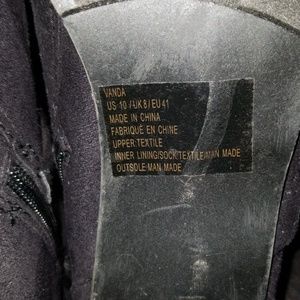 VANDA
US 10 / UK 8 / EU 41
MADE IN CHINA
FABRIQUÉ EN CHINE
UPPER:TEXTILE
INNER LINING/SOCK:TEXTILE/MAN MADE
OUTSOLE:MAN MADE